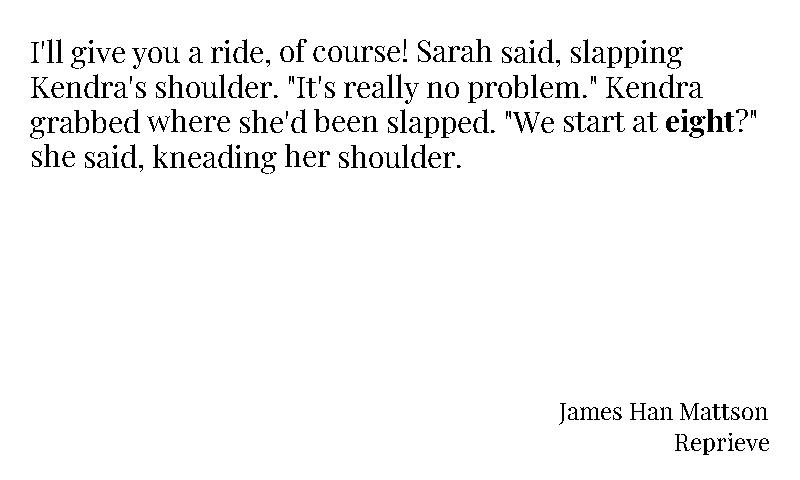 I'll give you a ride, of course! Sarah said, slapping
Kendra's shoulder. "It's really no problem." Kendra
grabbed where she'd been slapped. "We start at eight?"
she said, kneading her shoulder.
James Han Mattson
Reprieve